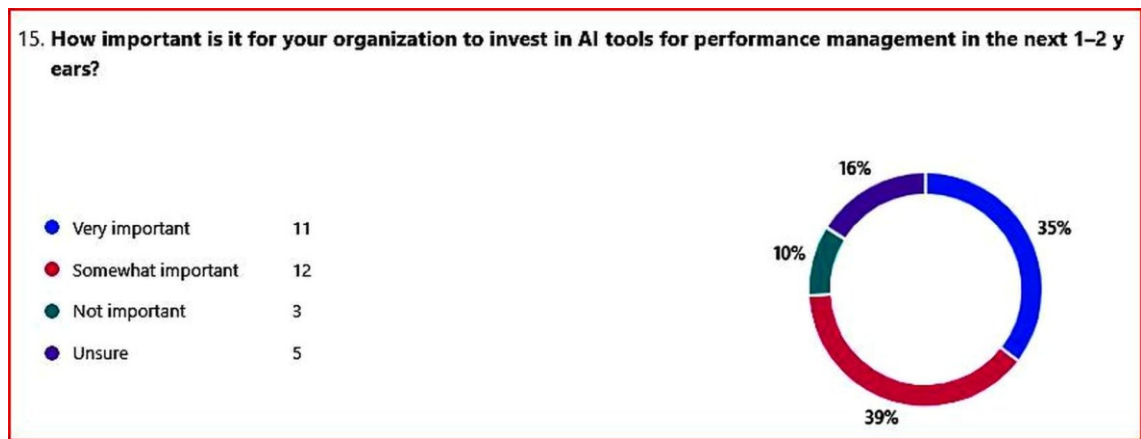 15. How important is it for your organization to invest in AI tools for performance management in the next 1–2 y
ears?
16%
35%
Very important 11
10%
Somewhat important 12
Not important 3
Unsure 5
39%